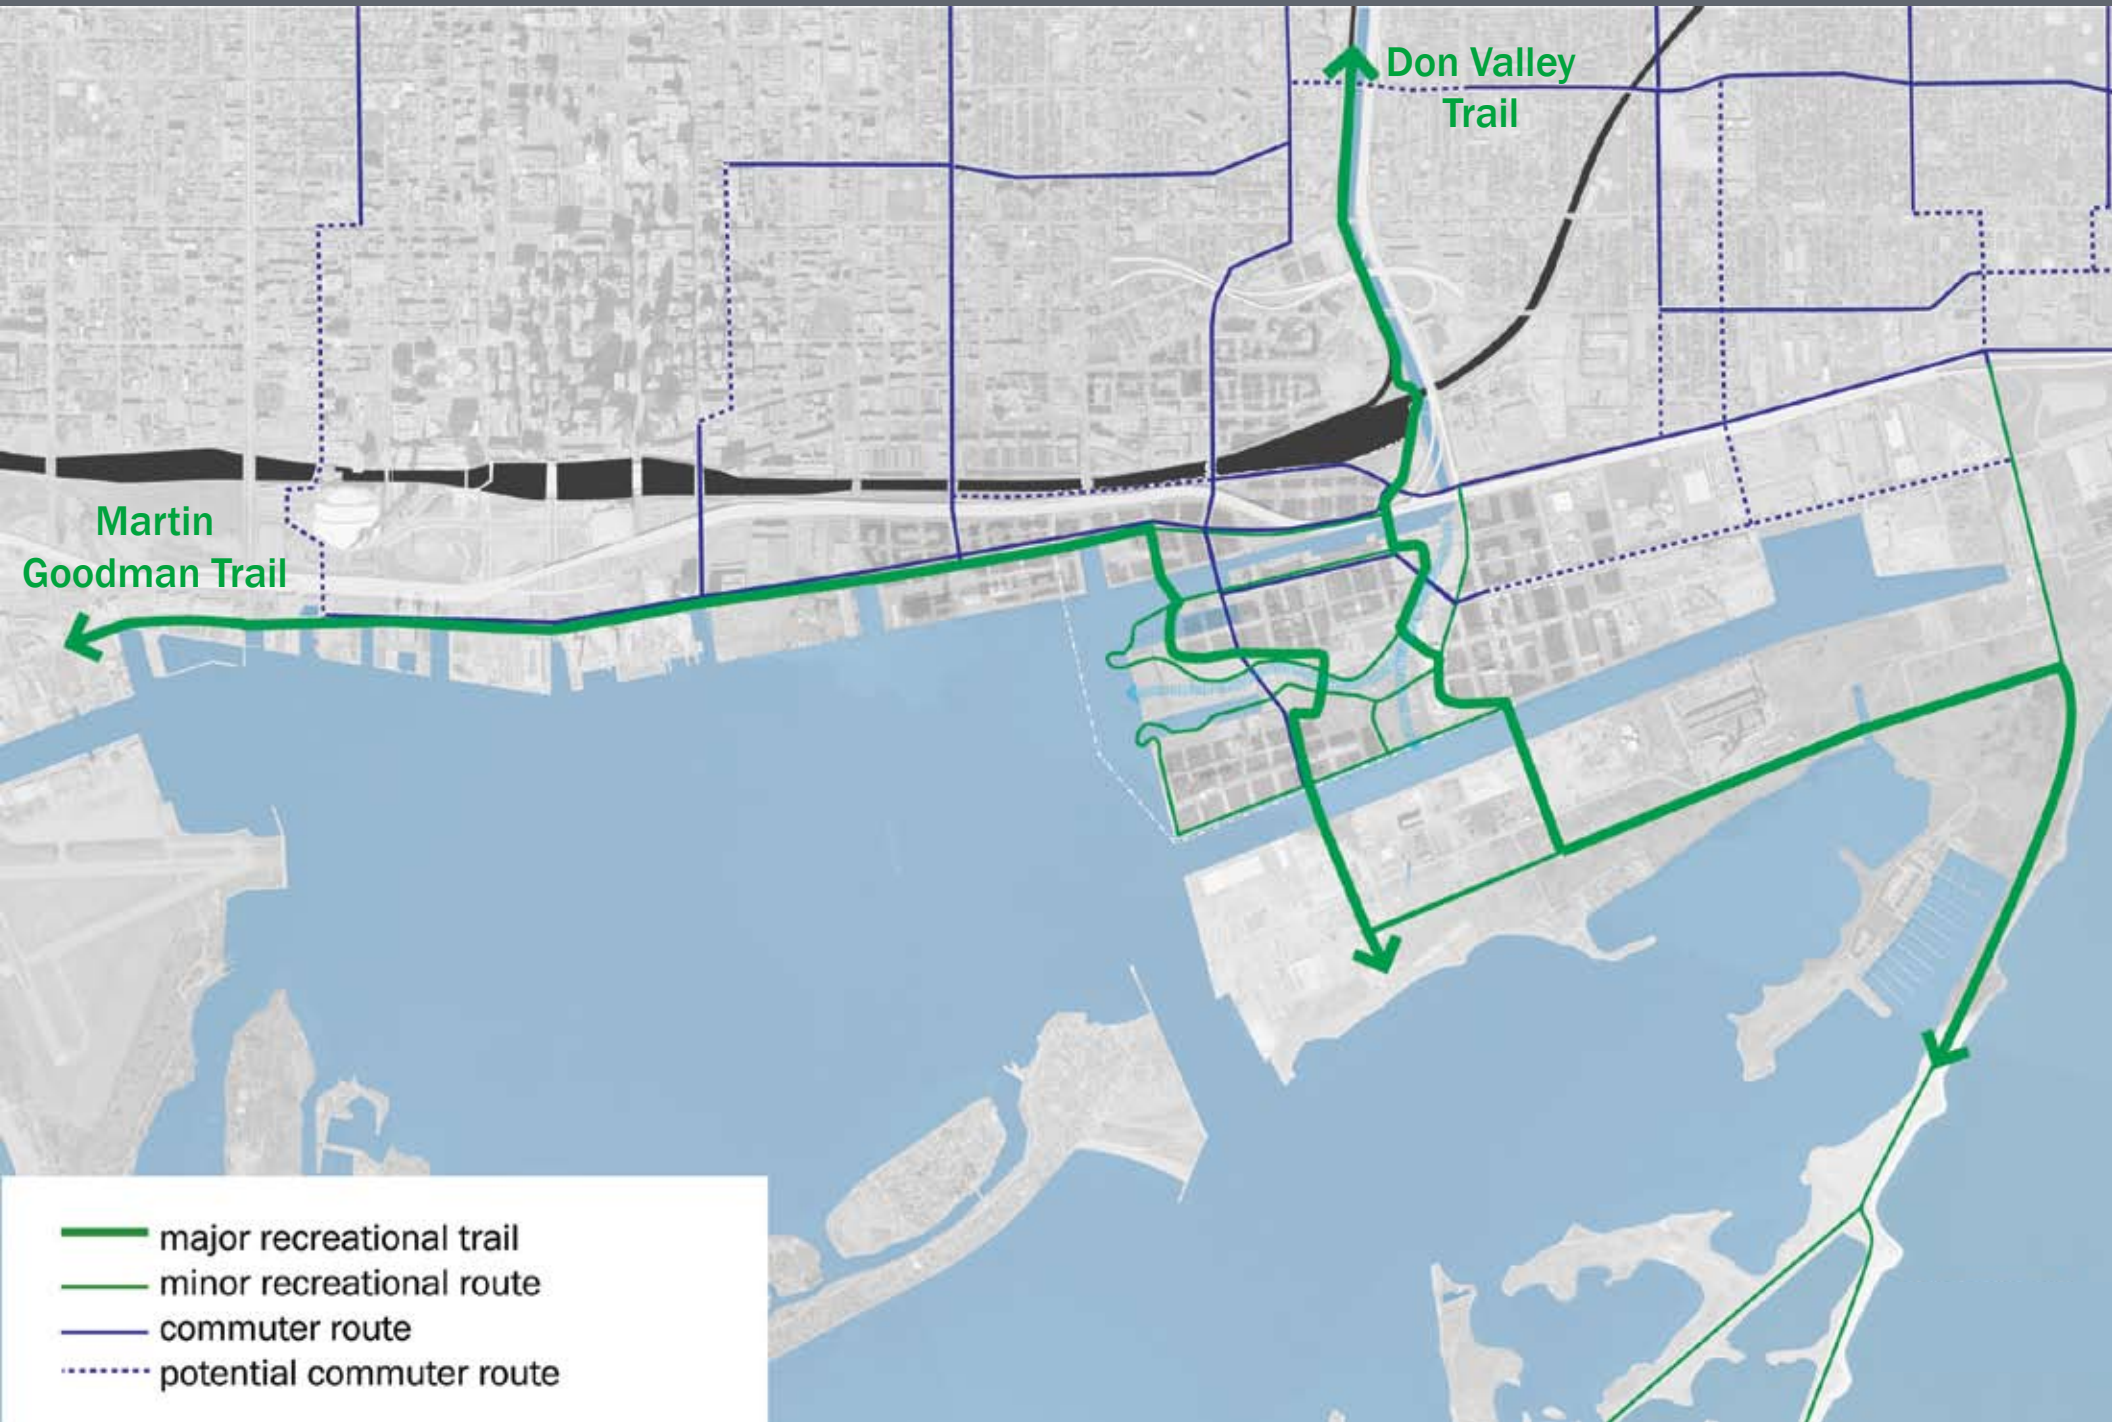 Don Valley
Trail
Martin
Goodman Trail
major recreational trail
minor recreational route
commuter route
potential commuter route